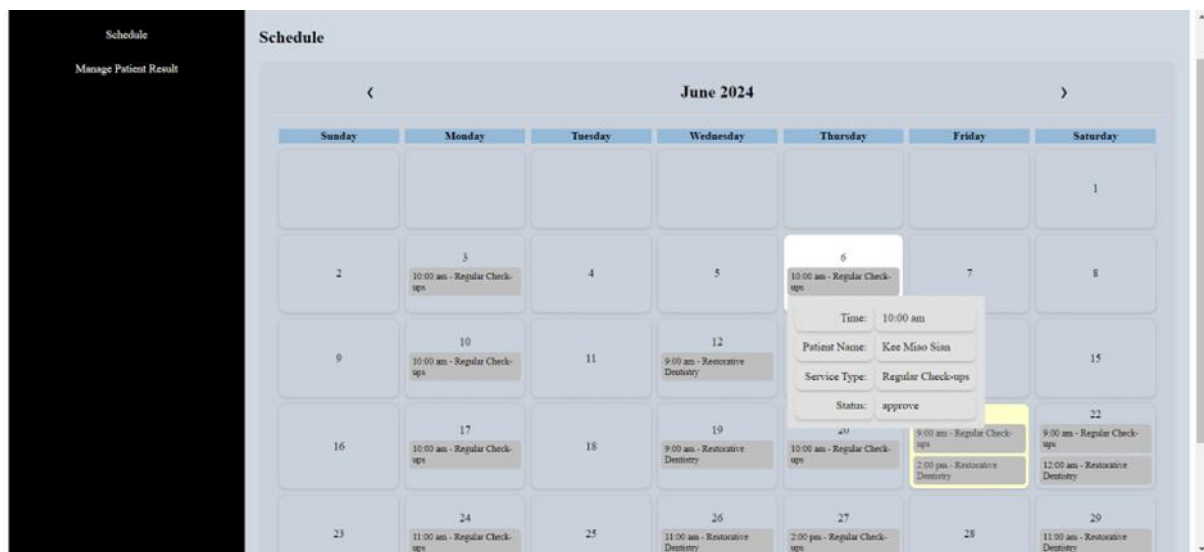 Schedule
Manage Patient Result
Schedule
❮ June 2024 ❯
Sunday Monday Tuesday Wednesday Thursday Friday Saturday
1
2 3 4 5 6 7 8
10:00 am - Regular Check-
ups
10:00 am - Regular Check-
ups
Time: 10:00 am
Patient Name: Kee Miao Sian
Service Type: Regular Check-ups
Status: approve
9 10 11 12 15
10:00 am - Regular Check-
ups
9:00 am - Restorative
Dentistry
16 17 18 19 20 22
10:00 am - Regular Check-
ups
9:00 am - Restorative
Dentistry
10:00 am - Regular Check-
ups
9:00 am - Regular Check-
ups
2:00 pm - Restorative
Dentistry
9:00 am - Regular Check-
ups
12:00 am - Restorative
Dentistry
23 24 25 26 27 28 29
11:00 am - Regular Check-
ups
11:00 am - Restorative
Dentistry
2:00 pm - Regular Check-
ups
11:00 am - Restorative
Dentistry